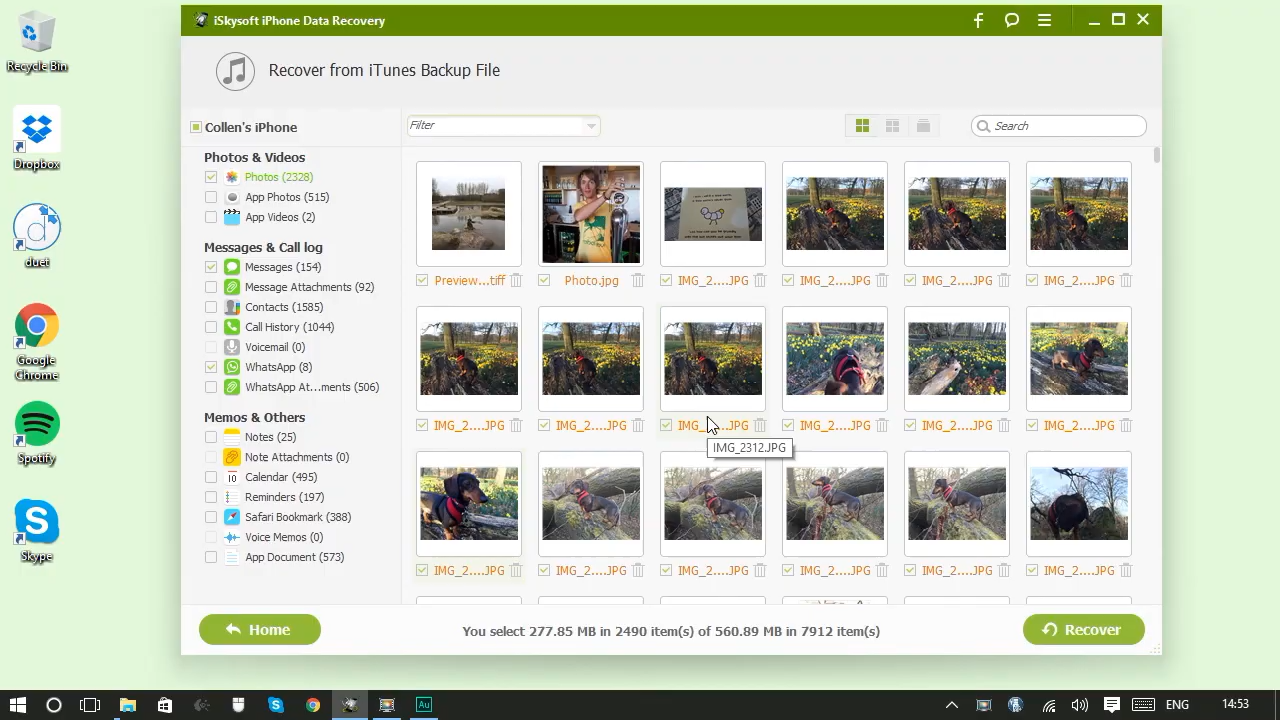 iSkysoft iPhone Data Recovery
Recycle Bin
Recover from iTunes Backup File
Collen's iPhone
Filter
Search
Photos & Videos
Photos (2328)
App Photos (515)
App Videos (2)
Messages & Call log
Messages (154)
Message Attachments (92)
Contacts (1585)
Call History (1044)
Voicemail (0)
WhatsApp (8)
WhatsApp At...ments (506)
Memos & Others
Notes (25)
Note Attachments (0)
10
Calendar (495)
Reminders (197)
Safari Bookmark (388)
Voice Memos (0)
App Document (573)
Preview...tiff
Photo.jpg
IMG_2....JPG
IMG_2....JPG
IMG_2....JPG
IMG_2....JPG
IMG_2....JPG
IMG_2....JPG
IMG_2....JPG
IMG_2....JPG
IMG_2....JPG
IMG_2....JPG
IMG_2312.JPG
IMG_2....JPG
IMG_2....JPG
IMG_2....JPG
IMG_2....JPG
IMG_2....JPG
IMG_2....JPG
Dropbox
duet
Google
Chrome
Spotify
Skype
Home
You select 277.85 MB in 2490 item(s) of 560.89 MB in 7912 item(s)
Recover
Au
ENG
14:53